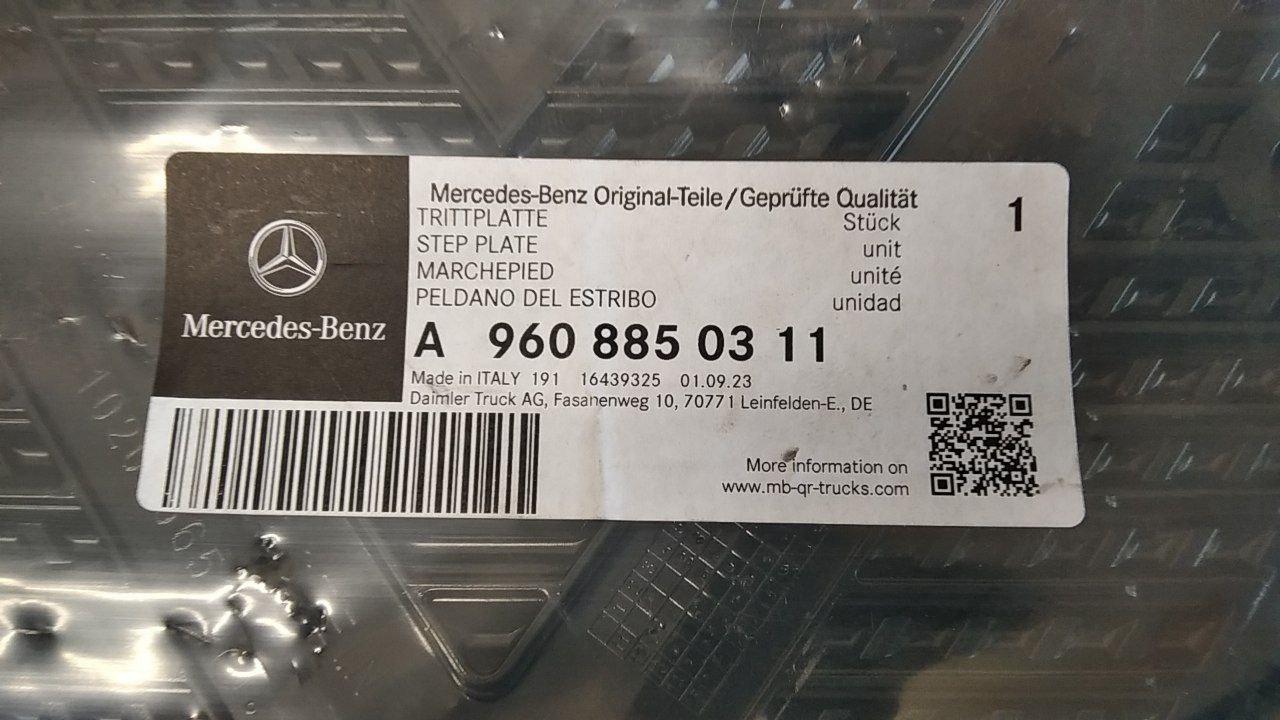 Mercedes-Benz Original-Teile/Geprüfte Qualität
TRITTPLATTE Stück 1
STEP PLATE unit
MARCHEPIED unité
PELDANO DEL ESTRIBO unidad
Mercedes-Benz
A 960 885 03 11
Made in ITALY 191 16439325 01.09.23
Daimler Truck AG, Fasanenweg 10, 70771 Leinfelden-E., DE
More information on
www.mb-qr-trucks.com